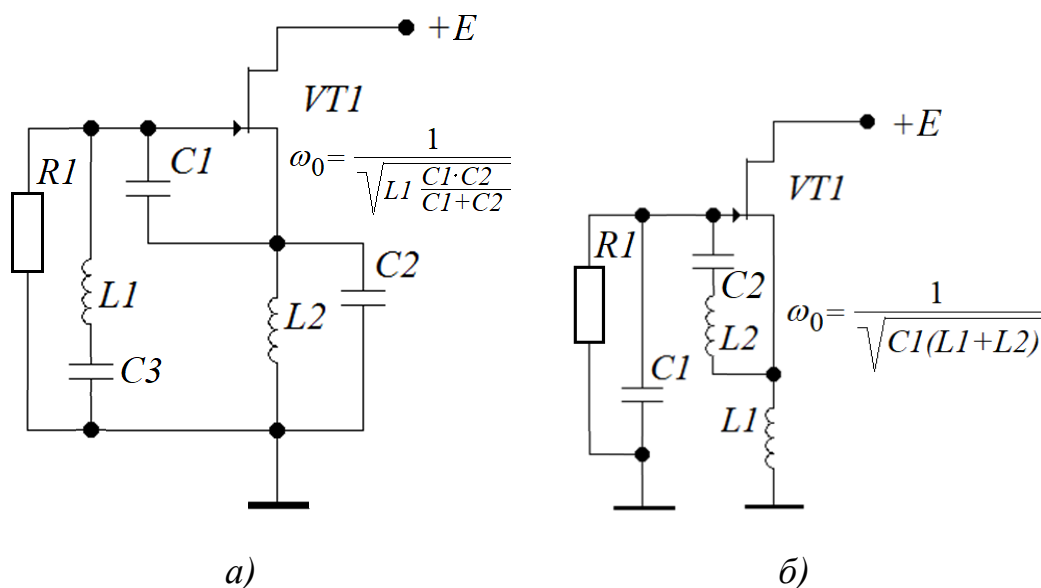 +E
VT1
C1
ω₀= 1/√(L1 C1·C2/(C1+C2))
R1
C2
L1
L2
C3
а)
+E
VT1
R1
C2
ω₀= 1/√(C1(L1+L2))
L2
C1
L1
б)